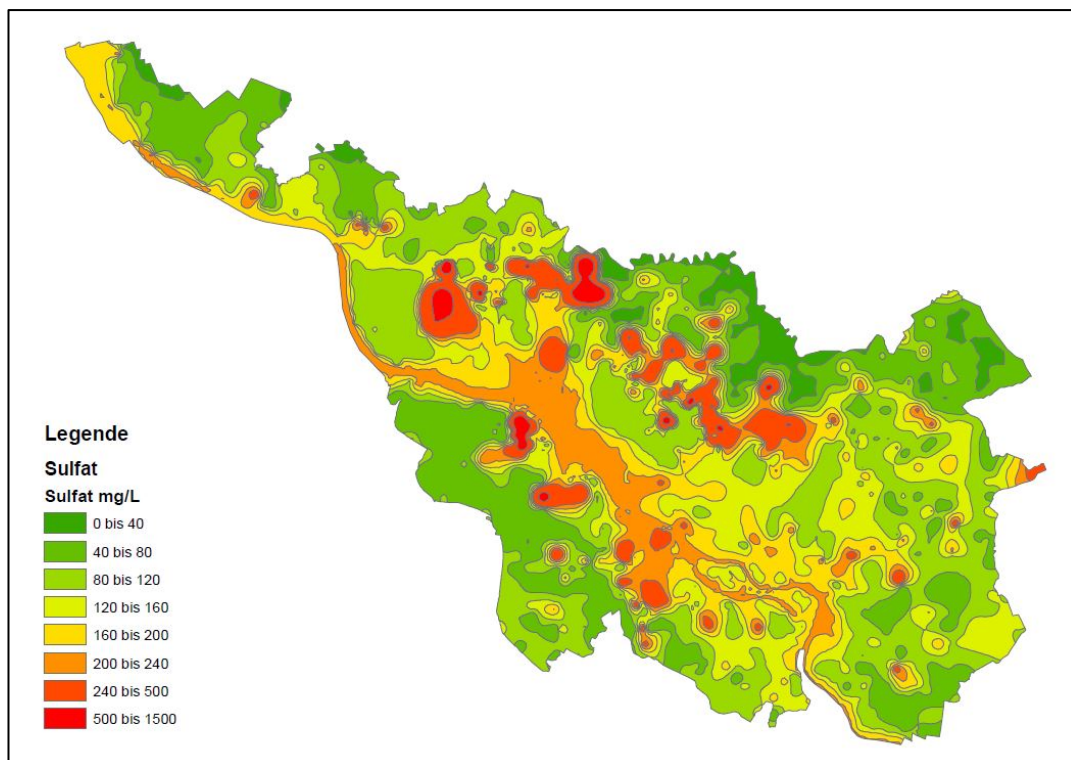 Legende
Sulfat
Sulfat mg/L
0 bis 40
40 bis 80
80 bis 120
120 bis 160
160 bis 200
200 bis 240
240 bis 500
500 bis 1500